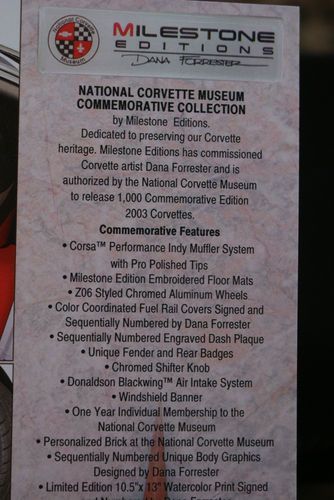 National Corvette
Museum
MILESTONE
EDITIONS
DANA FORRESTER
NATIONAL CORVETTE MUSEUM
COMMEMORATIVE COLLECTION
by Milestone Editions.
Dedicated to preserving our Corvette
heritage. Milestone Editions has commissioned
Corvette artist Dana Forrester and is
authorized by the National Corvette Museum
to release 1,000 Commemorative Edition
2003 Corvettes.
Commemorative Features
• Corsa™ Performance Indy Muffler System
with Pro Polished Tips
• Milestone Edition Embroidered Floor Mats
• Z06 Styled Chromed Aluminum Wheels
• Color Coordinated Fuel Rail Covers Signed and
Sequentially Numbered by Dana Forrester
• Sequentially Numbered Engraved Dash Plaque
• Unique Fender and Rear Badges
• Chromed Shifter Knob
• Donaldson Blackwing™ Air Intake System
• Windshield Banner
• One Year Individual Membership to the
National Corvette Museum
• Personalized Brick at the National Corvette Museum
• Sequentially Numbered Unique Body Graphics
Designed by Dana Forrester
• Limited Edition 10.5"x 13" Watercolor Print Signed
and Numbered by Dana Forrester